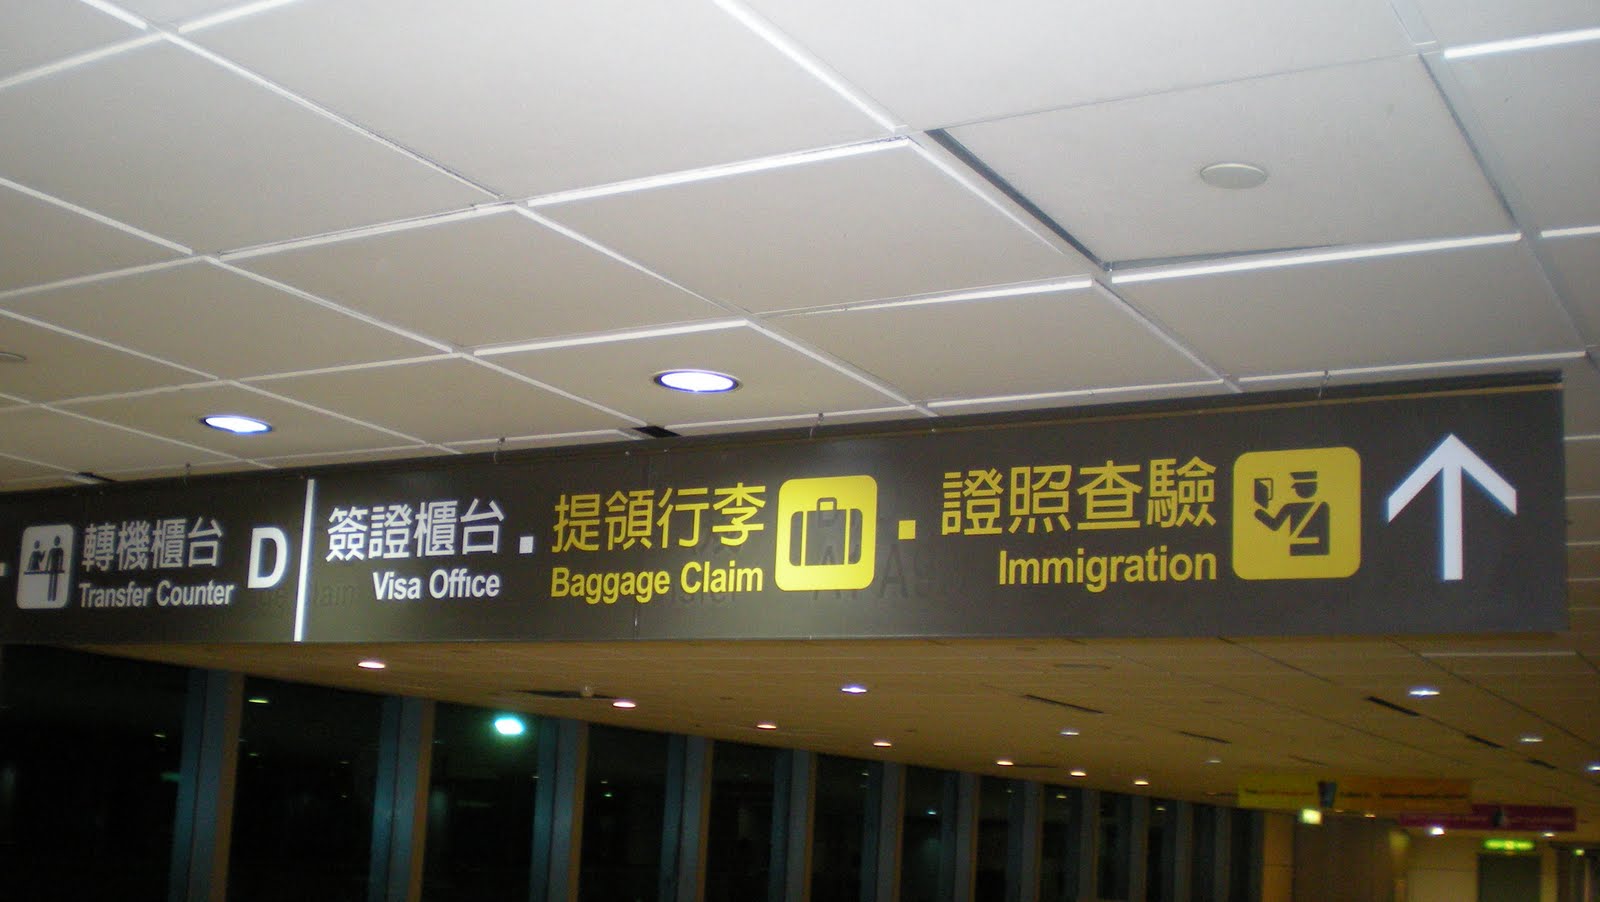 轉機櫃台
Transfer Counter
D
簽證櫃台
Visa Office
提領行李
Baggage Claim
證照查驗
Immigration